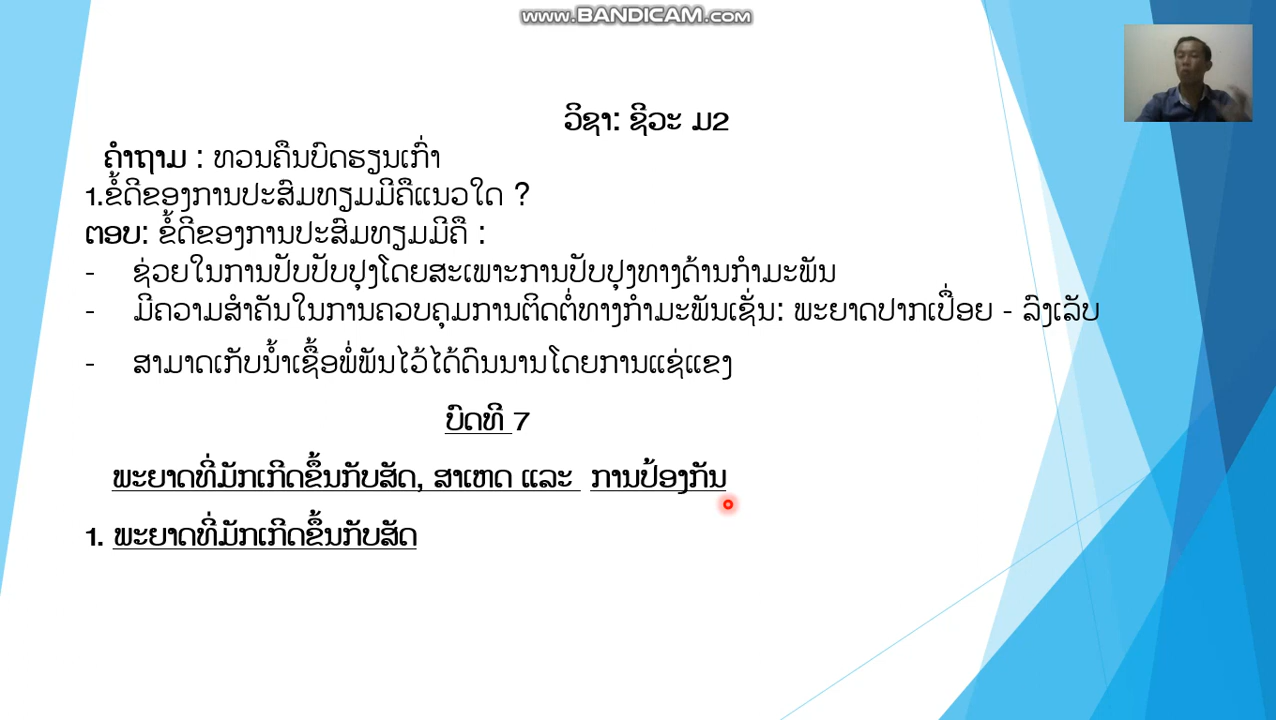 WWW.BANDICAM.COM
ວິຊາ: ຊີວະ ມ2
ຄຳຖາມ : ທວນຄືນບົດຮຽນເກົ່າ
1.ຂໍ້ດີຂອງການປະສົມທຽມມີຄືແນວໃດ ?
ຕອບ: ຂໍ້ດີຂອງການປະສົມທຽມມີຄື :
- ຊ່ວຍໃນການປັບປັບປຸງໂດຍສະເພາະການປັບປຸງທາງດ້ານກຳມະພັນ
- ມີຄວາມສຳຄັນໃນການຄວບຄຸມການຕິດຕໍ່ທາງກຳມະພັນເຊັ່ນ: ພະຍາດປາກເປື່ອຍ - ລົງເລັບ
- ສາມາດເກັບນ້ຳເຊື້ອພໍ່ພັນໄວ້ໄດ້ດົນນານໂດຍການແຊ່ແຂງ
ບົດທີ 7
ພະຍາດທີ່ມັກເກີດຂຶ້ນກັບສັດ, ສາເຫດ ແລະ ການປ້ອງກັນ
1. ພະຍາດທີ່ມັກເກີດຂຶ້ນກັບສັດ